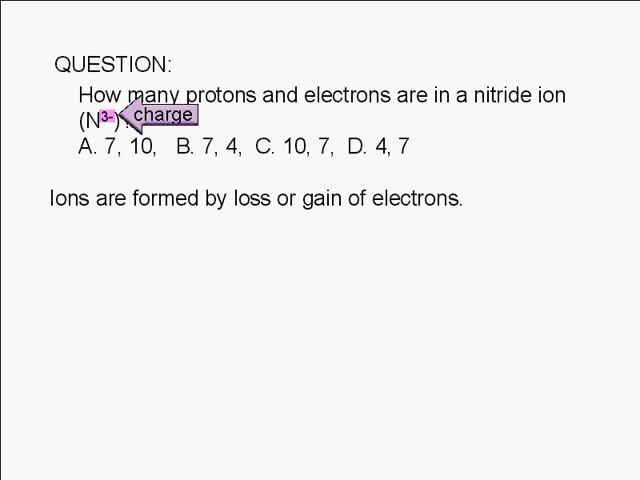 QUESTION:
How many protons and electrons are in a nitride ion
(N3-)?
charge
A. 7, 10, B. 7, 4, C. 10, 7, D. 4, 7
Ions are formed by loss or gain of electrons.